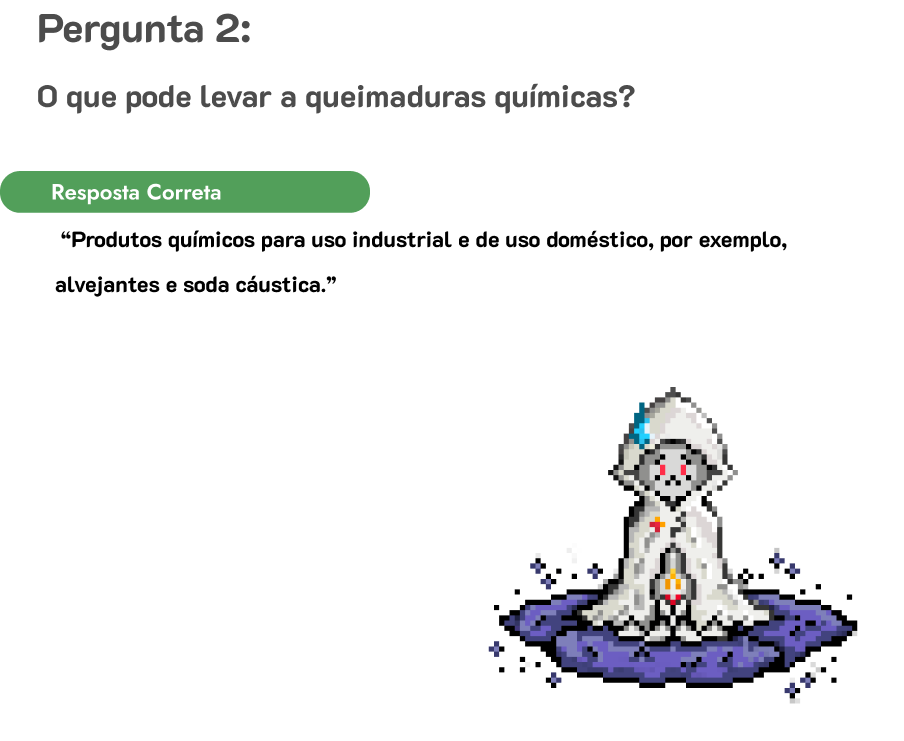 Pergunta 2:
O que pode levar a queimaduras químicas?
Resposta Correta
“Produtos químicos para uso industrial e de uso doméstico, por exemplo,
alvejantes e soda cáustica.”